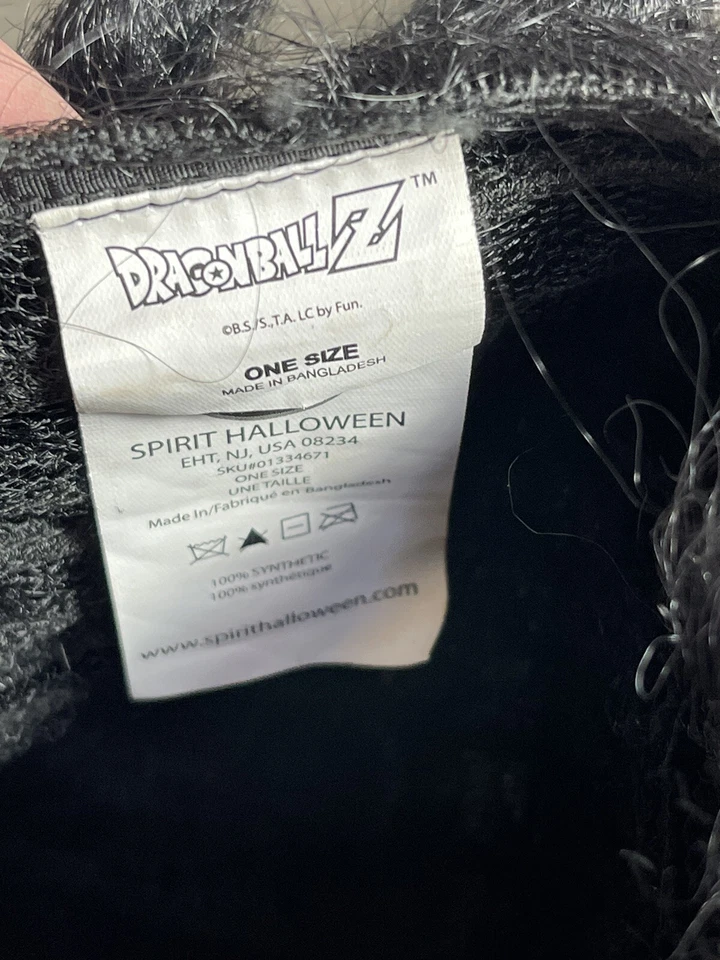 DRAGONBALL Z™
©B.S./S.,T.A. LC by Fun.
ONE SIZE
MADE IN BANGLADESH
SPIRIT HALLOWEEN
EHT, NJ, USA 08234
SKU#01334671
ONE SIZE
UNE TAILLE
Made In/Fabriqué en Bangladesh
100% SYNTHETIC
100% synthétique
www.spirithalloween.com